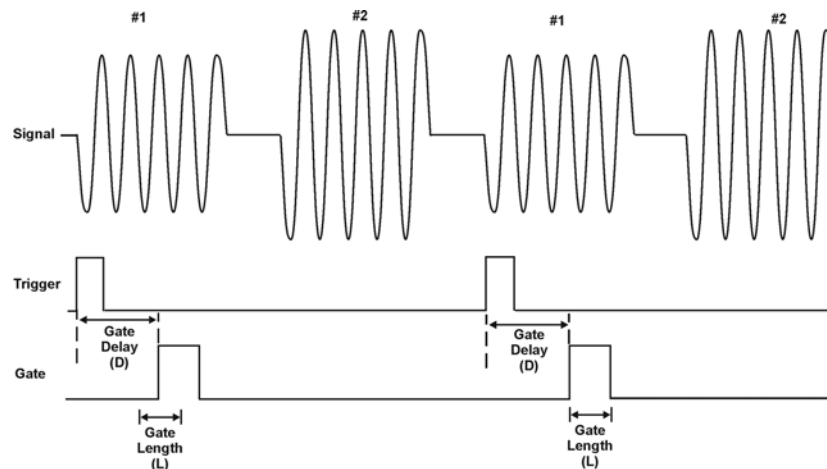 #1
#2
#1
#2
Signal
Trigger
Gate
Delay
(D)
Gate
Delay
(D)
Gate
Gate
Length
(L)
Gate
Length
(L)